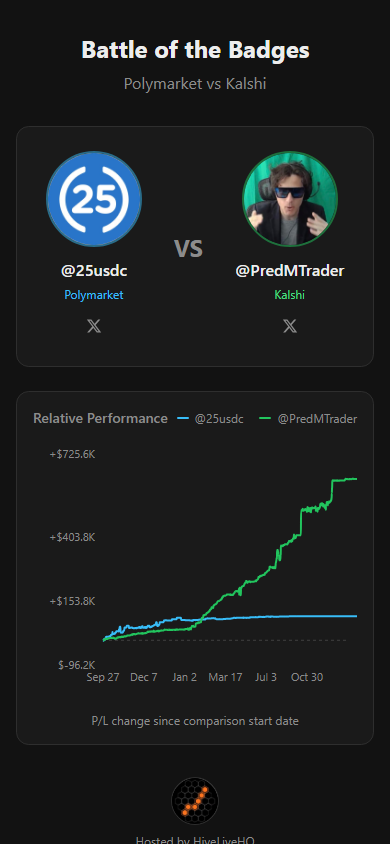 Battle of the Badges
Polymarket vs Kalshi
25
@25usdc
Polymarket
VS
@PredMTrader
Kalshi
Relative Performance
@25usdc
@PredMTrader
+$725.6K
+$403.8K
+$153.8K
$-96.2K
Sep 27
Dec 7
Jan 2
Mar 17
Jul 3
Oct 30
P/L change since comparison start date
Hosted by HiveLiveHQ